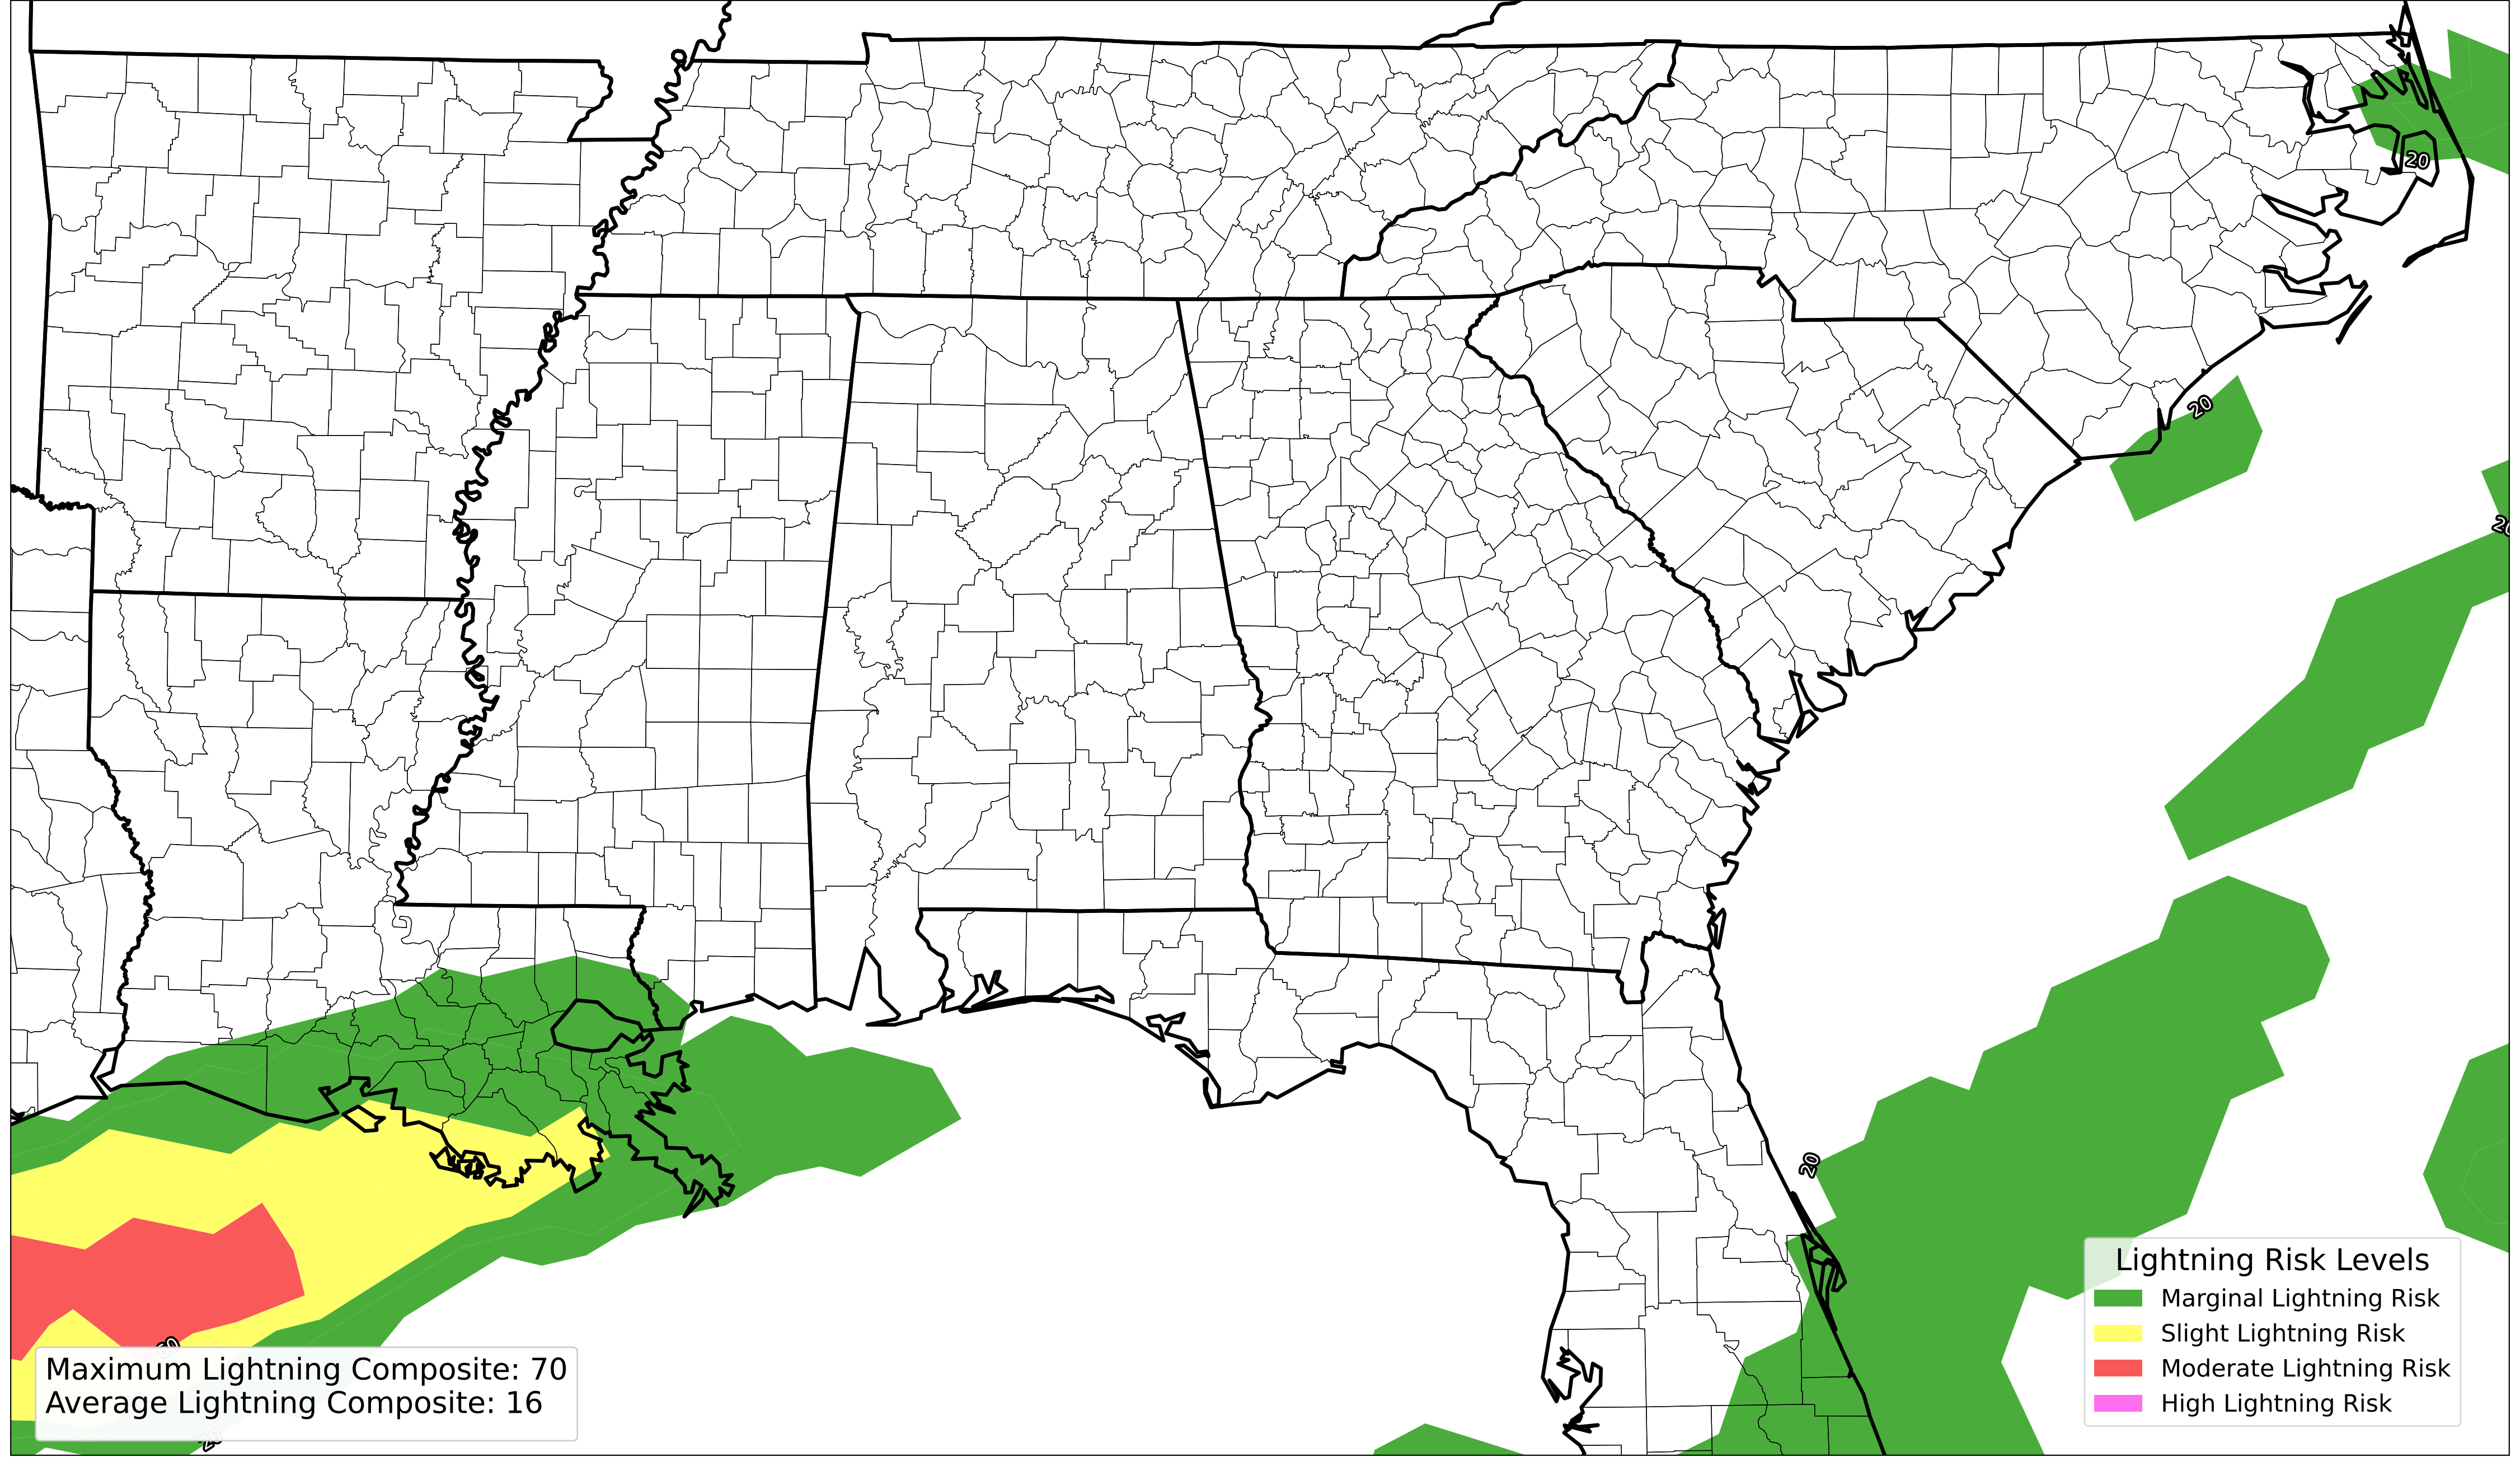 20
20
20
Lightning Risk Levels
Marginal Lightning Risk
Slight Lightning Risk
Moderate Lightning Risk
High Lightning Risk
Maximum Lightning Composite: 70
Average Lightning Composite: 16